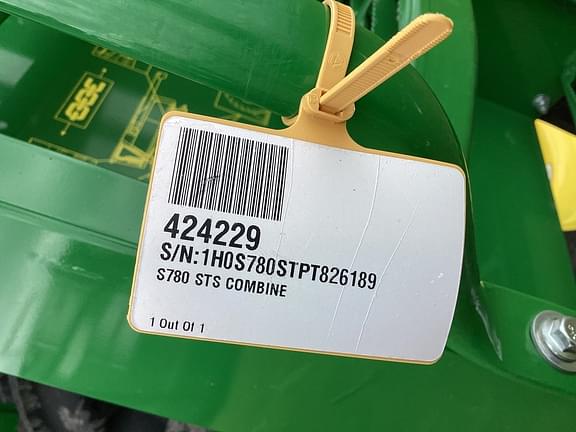 424229
S/N:1H0S780STPT826189
S780 STS COMBINE
1 Out Of 1